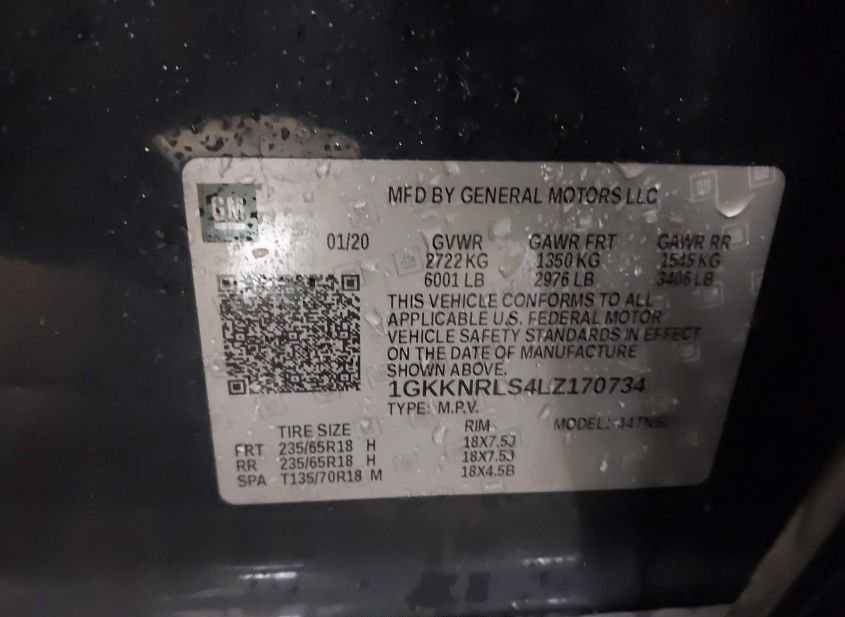 GM
MFD BY GENERAL MOTORS LLC
01/20 GVWR GAWR FRT GAWR RR
2722 KG 1350 KG 1545 KG
6001 LB 2976 LB 3406 LB
THIS VEHICLE CONFORMS TO ALL
APPLICABLE U.S. FEDERAL MOTOR
VEHICLE SAFETY STANDARDS IN EFFECT
ON THE DATE OF MANUFACTURE
SHOWN ABOVE.
1GKKNRLS4LZ170734
TYPE: M.P.V. MODEL:
TIRE SIZE RIM
FRT 235/65R18 H 18X7.5J
RR 235/65R18 H 18X7.5J
SPA T135/70R18 M 18X4.5B